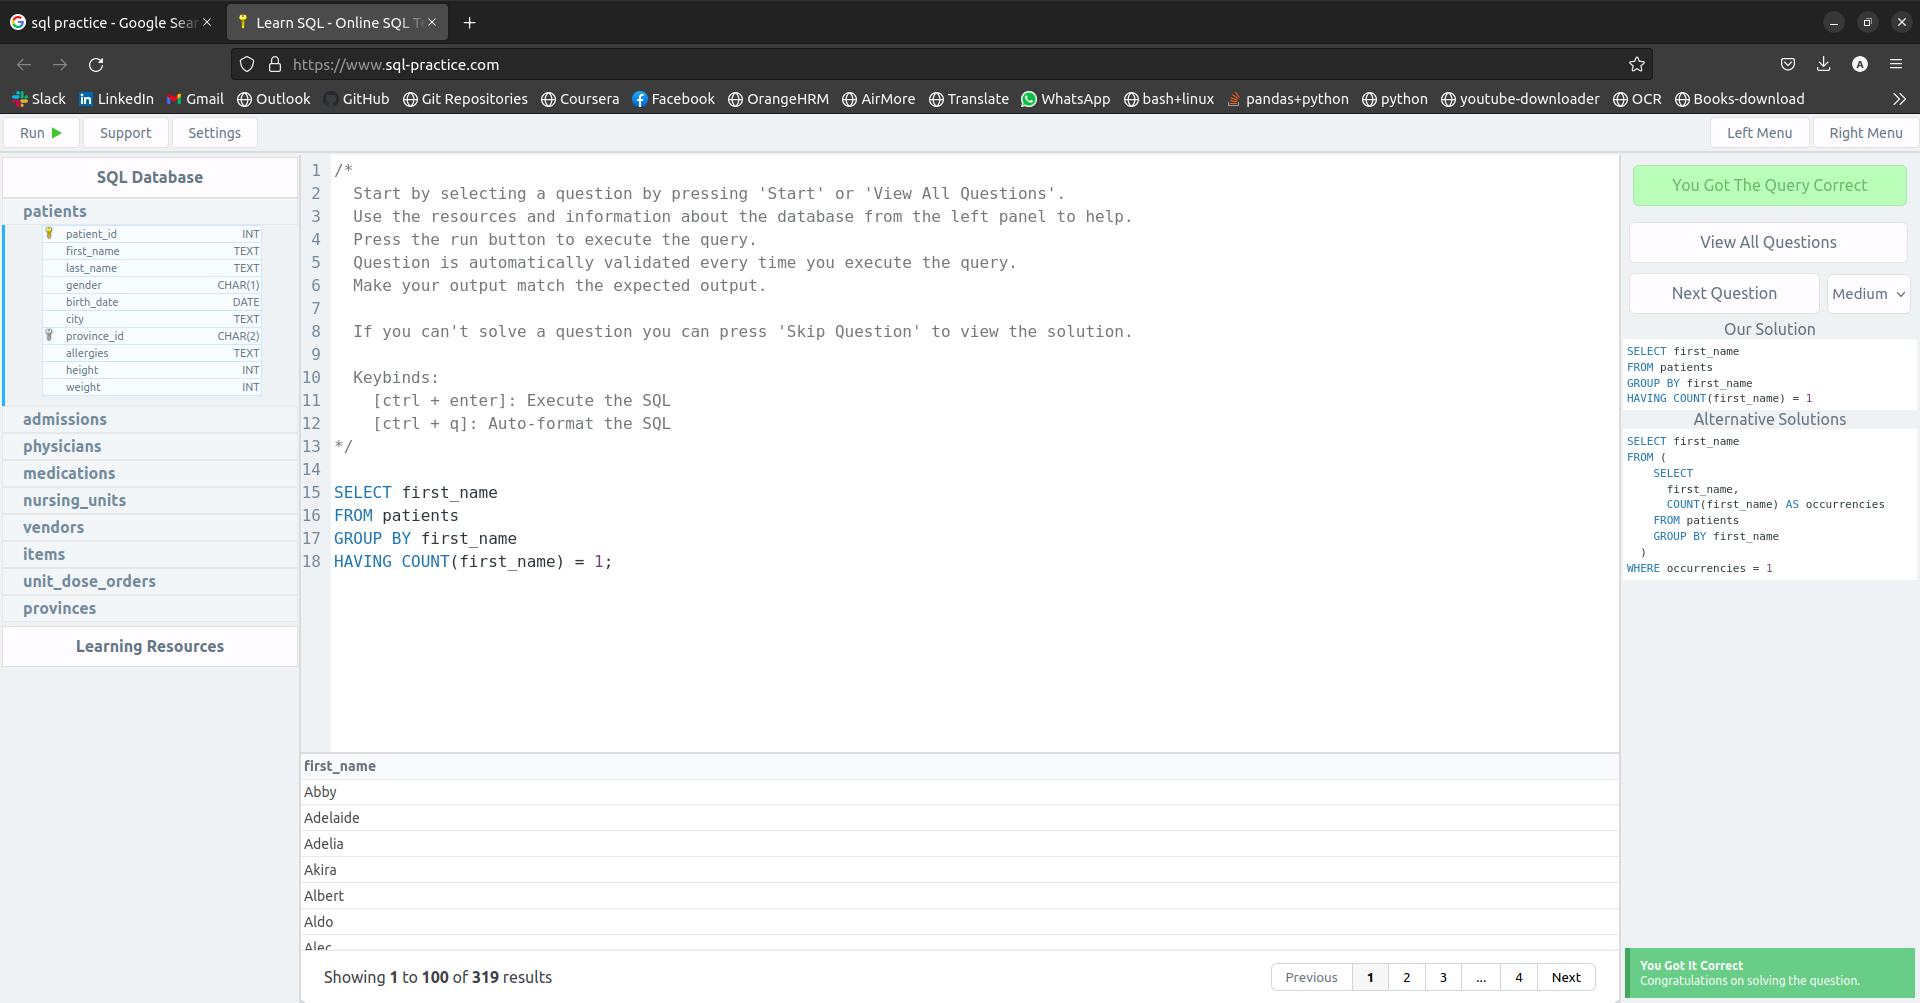 sql practice - Google Sear
Learn SQL - Online SQL T
https://www.sql-practice.com
Slack LinkedIn Gmail Outlook GitHub Git Repositories Coursera Facebook OrangeHRM AirMore Translate WhatsApp bash+linux pandas+python python youtube-downloader OCR Books-download
Run Support Settings Left Menu Right Menu
SQL Database
patients
patient_id INT
first_name TEXT
last_name TEXT
gender CHAR(1)
birth_date DATE
city TEXT
province_id CHAR(2)
allergies TEXT
height INT
weight INT
admissions
physicians
medications
nursing_units
vendors
items
unit_dose_orders
provinces
Learning Resources
1 /*
2 Start by selecting a question by pressing 'Start' or 'View All Questions'.
3 Use the resources and information about the database from the left panel to help.
4 Press the run button to execute the query.
5 Question is automatically validated every time you execute the query.
6 Make your output match the expected output.
7
8 If you can't solve a question you can press 'Skip Question' to view the solution.
9
10 Keybinds:
11 [ctrl + enter]: Execute the SQL
12 [ctrl + q]: Auto-format the SQL
13 */
14
15 SELECT first_name
16 FROM patients
17 GROUP BY first_name
18 HAVING COUNT(first_name) = 1;
first_name
Abby
Adelaide
Adelia
Akira
Albert
Aldo
Alec
Showing 1 to 100 of 319 results
Previous 1 2 3 ... 4 Next
You Got The Query Correct
View All Questions
Next Question Medium
Our Solution
SELECT first_name
FROM patients
GROUP BY first_name
HAVING COUNT(first_name) = 1
Alternative Solutions
SELECT first_name
FROM (
SELECT
first_name,
COUNT(first_name) AS occurrencies
FROM patients
GROUP BY first_name
)
WHERE occurrencies = 1
You Got It Correct
Congratulations on solving the question.